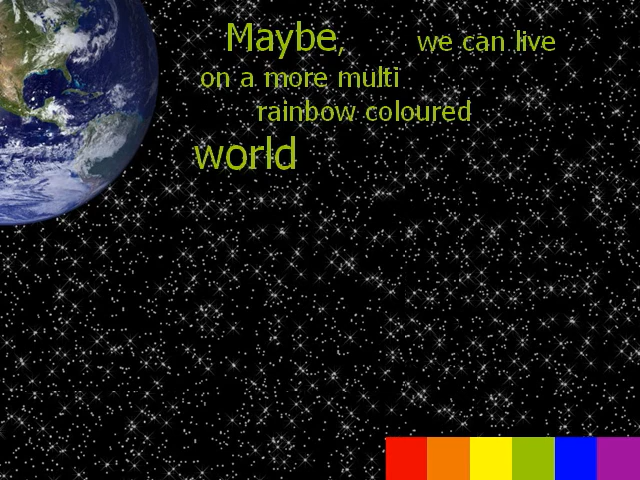 Maybe, we can live
on a more multi
rainbow coloured
world